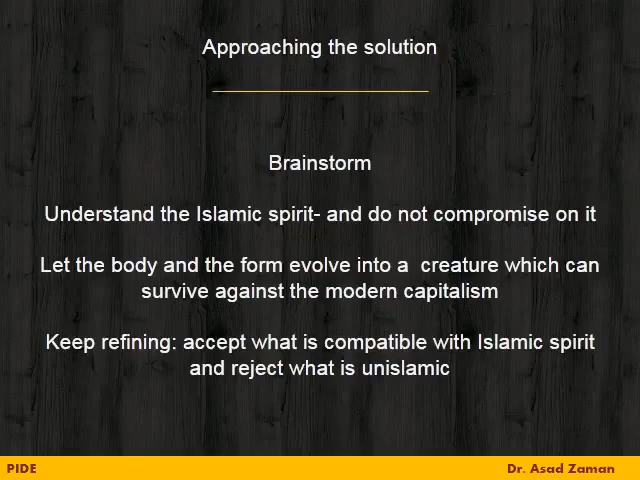 Approaching the solution
Brainstorm
Understand the Islamic spirit- and do not compromise on it
Let the body and the form evolve into a  creature which can
survive against the modern capitalism
Keep refining: accept what is compatible with Islamic spirit
and reject what is unislamic
PIDE
Dr. Asad Zaman